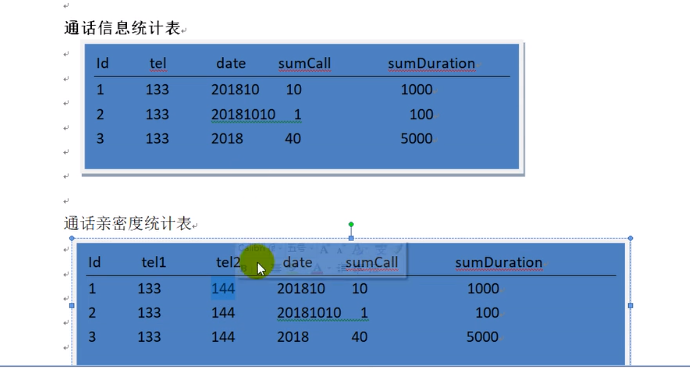 通话信息统计表
Id tel date sumCall sumDuration
1 133 201810 10 1000
2 133 20181010 1 100
3 133 2018 40 5000
通话亲密度统计表
Id tel1 tel2 date sumCall sumDuration
1 133 144 201810 10 1000
2 133 144 20181010 1 100
3 133 144 2018 40 5000